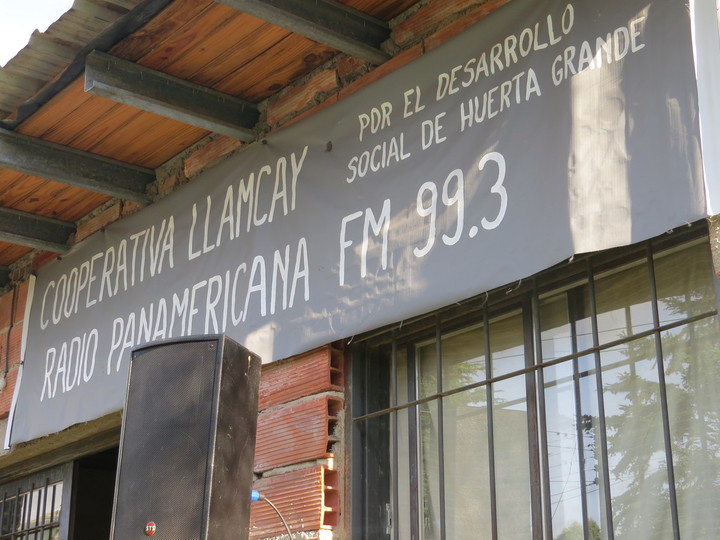 COOPERATIVA LLAMCAY
POR EL DESARROLLO
SOCIAL DE HUERTA GRANDE
RADIO PANAMERICANA FM 99.3